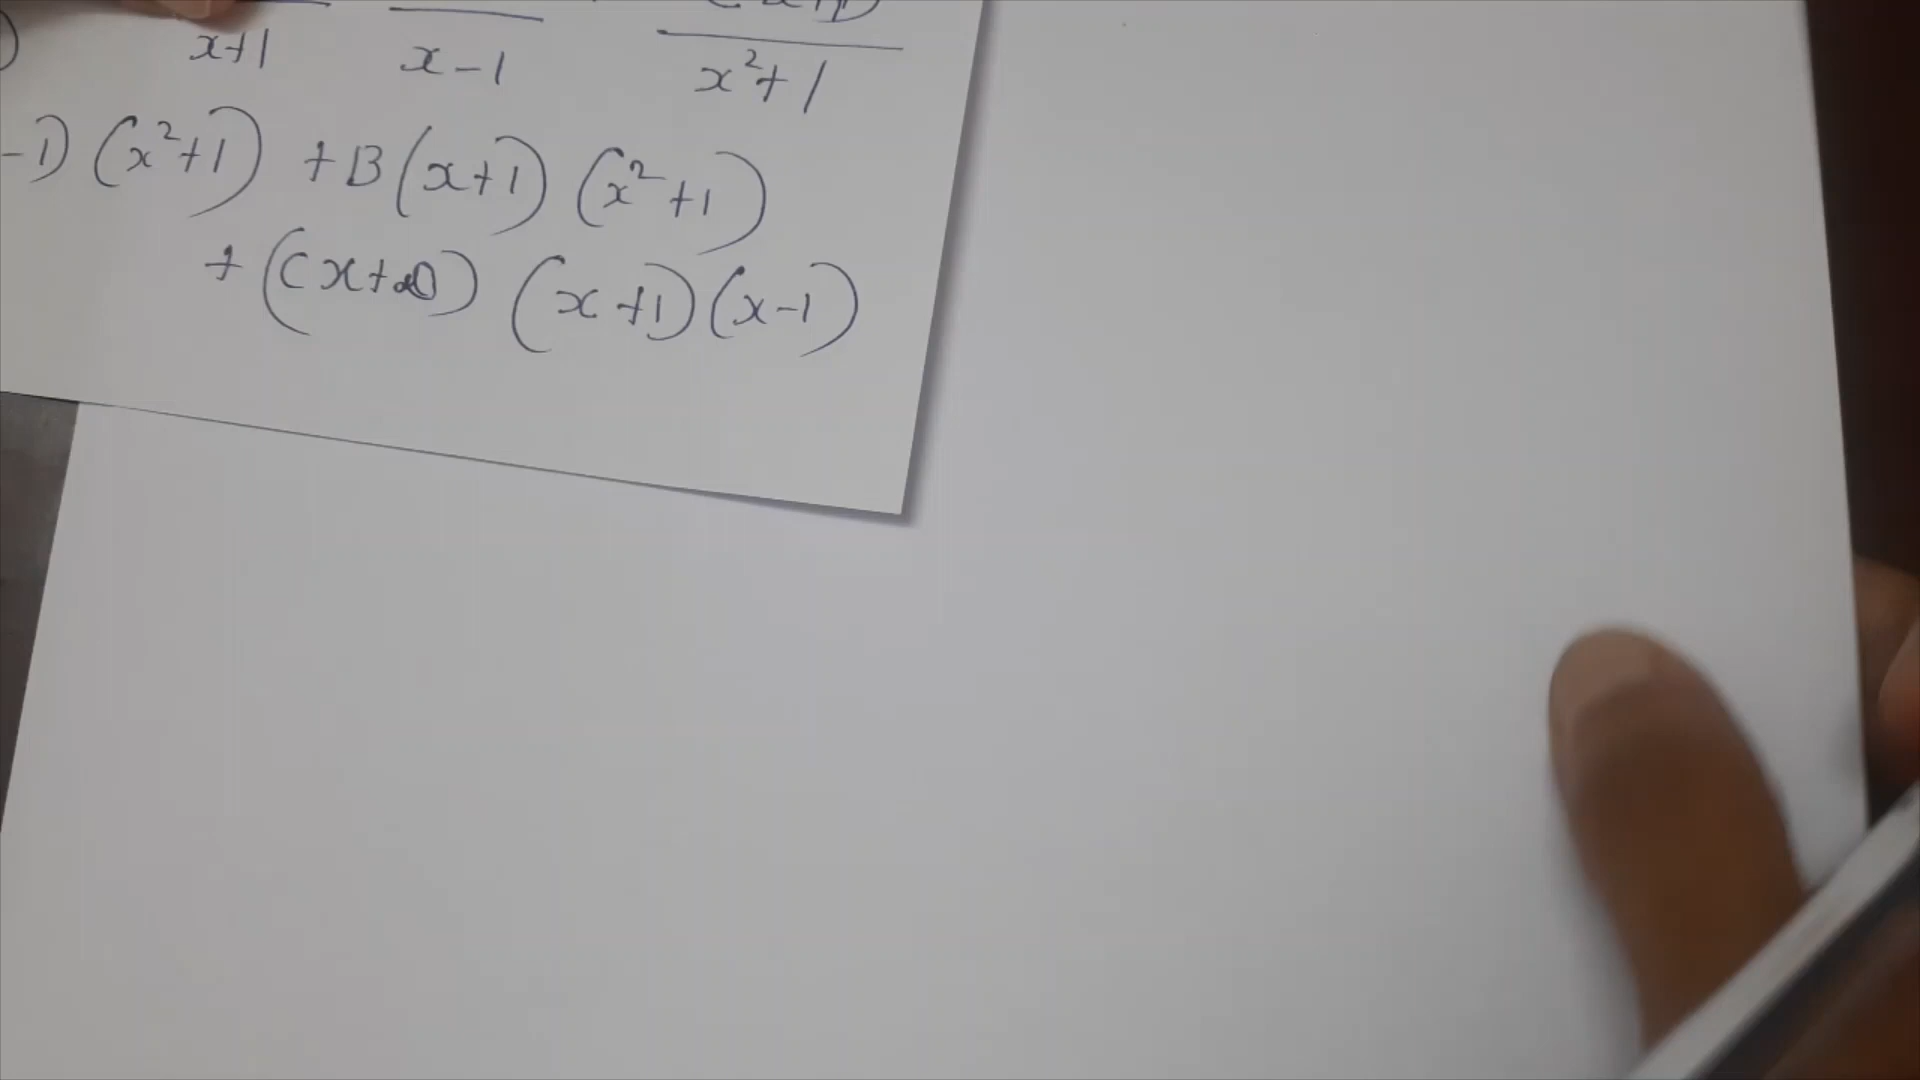 x+1 x-1 x²+1
-1) (x²+1) +B(x+1) (x²+1)
+(Cx+D) (x+1)(x-1)